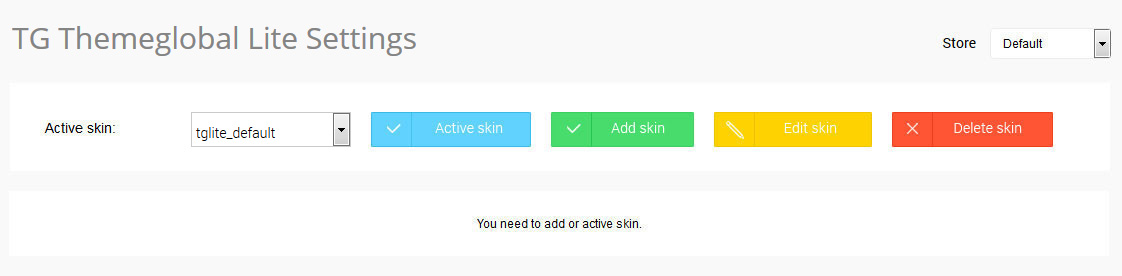 TG Themeglobal Lite Settings
Store Default
Active skin: tglite_default Active skin Add skin Edit skin Delete skin
You need to add or active skin.